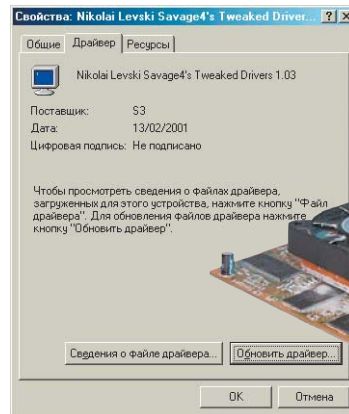 Свойства: Nikolai Levski Savage4's Tweaked Driver...
Общие Драйвер Ресурсы
Nikolai Levski Savage4's Tweaked Drivers 1.03
Поставщик: S3
Дата: 13/02/2001
Цифровая подпись: Не подписано
Чтобы просмотреть сведения о файлах драйвера,
загруженных для этого устройства, нажмите кнопку "Файл
драйвера". Для обновления файлов драйвера нажмите
кнопку "Обновить драйвер".
Сведения о файле драйвера... Обновить драйвер...
OK Отмена